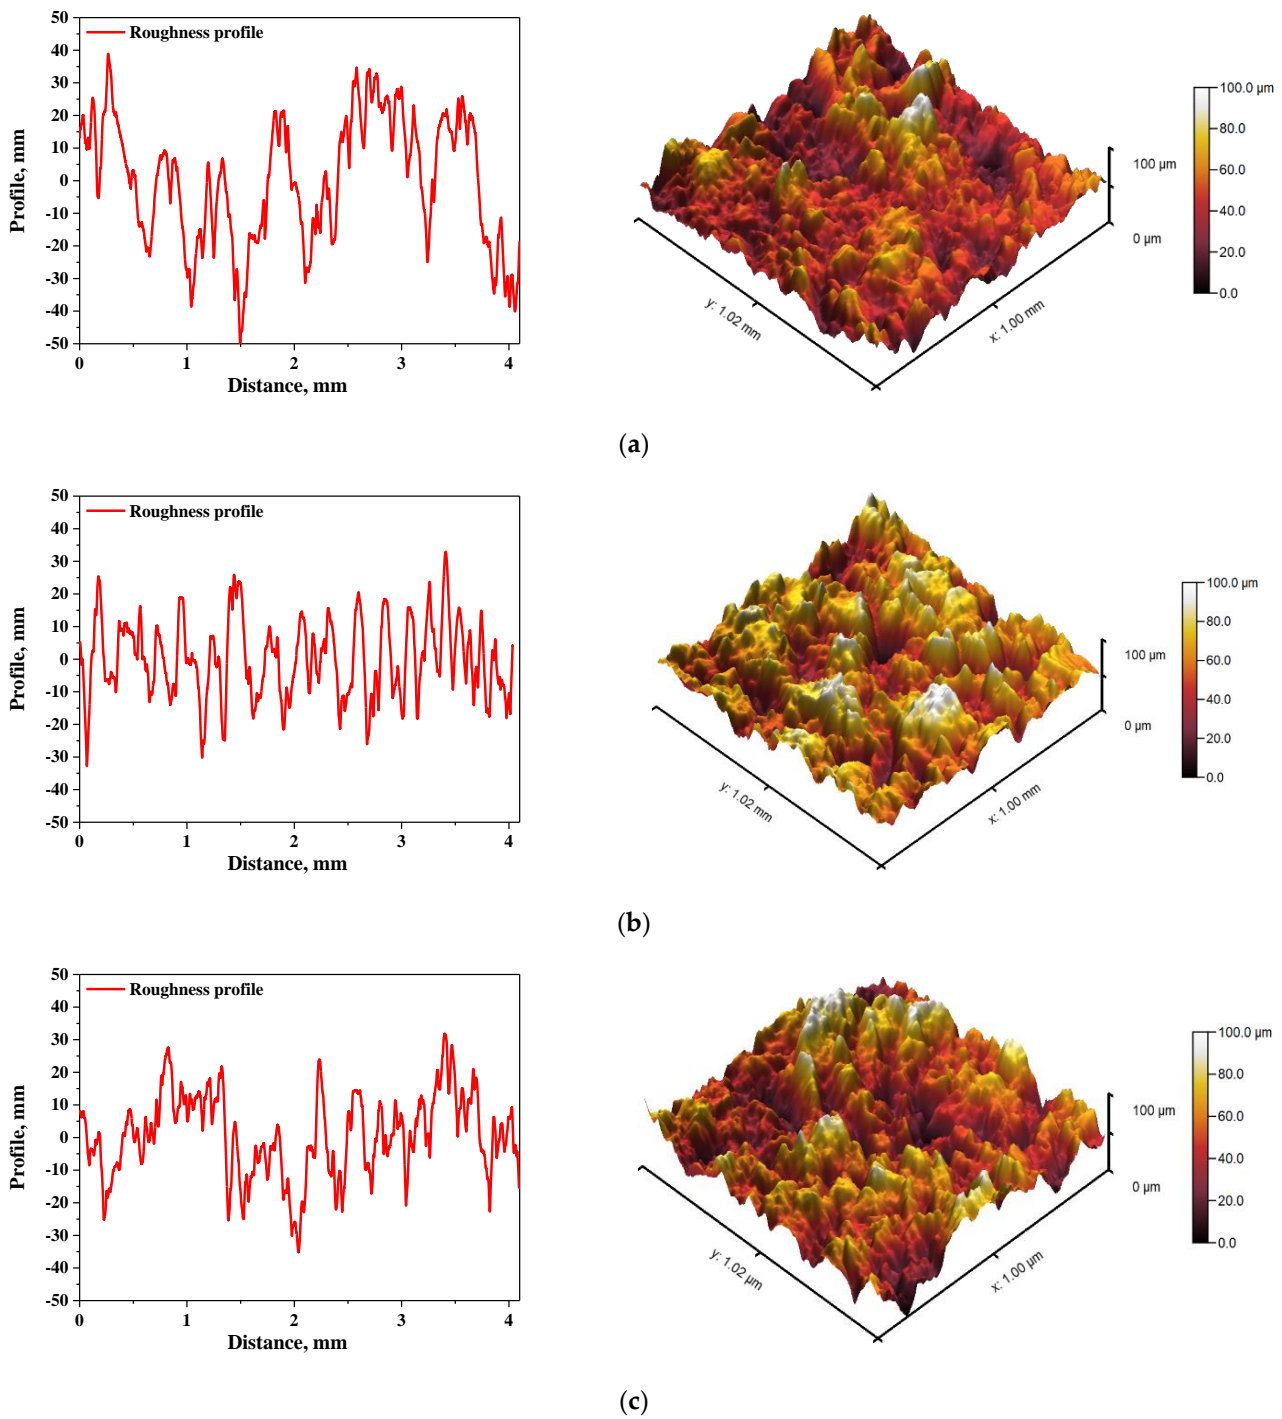 50
40
30
20
10
0
-10
-20
-30
-40
-50
Profile, mm
Roughness profile
0 1 2 3 4
Distance, mm
100 µm
0 µm
y: 1.02 mm
x: 1.00 mm
100.0 µm
80.0
60.0
40.0
20.0
0.0
(a)
50
40
30
20
10
0
-10
-20
-30
-40
-50
Profile, mm
Roughness profile
0 1 2 3 4
Distance, mm
100 µm
0 µm
y: 1.02 mm
x: 1.00 mm
100.0 µm
80.0
60.0
40.0
20.0
0.0
(b)
50
40
30
20
10
0
-10
-20
-30
-40
-50
Profile, mm
Roughness profile
0 1 2 3 4
Distance, mm
100 µm
0 µm
y: 1.02 µm
x: 1.00 µm
100.0 µm
80.0
60.0
40.0
20.0
0.0
(c)